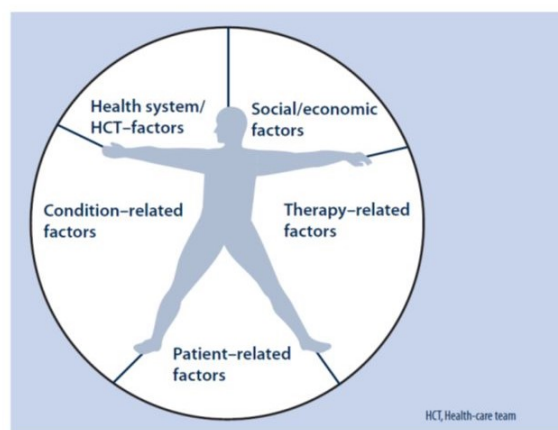 Health system/
HCT–factors
Social/economic
factors
Condition–related
factors
Therapy–related
factors
Patient–related
factors
HCT, Health-care team